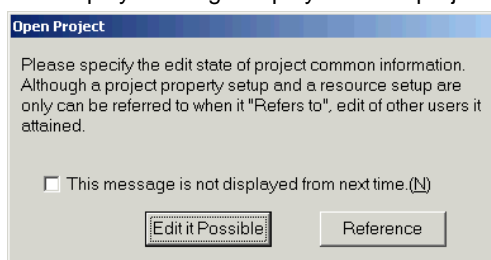 Open Project
Please specify the edit state of project common information.
Although a project property setup and a resource setup are
only can be referred to when it "Refers to", edit of other users it
attained.
This message is not displayed from next time.(N)
Edit it Possible
Reference